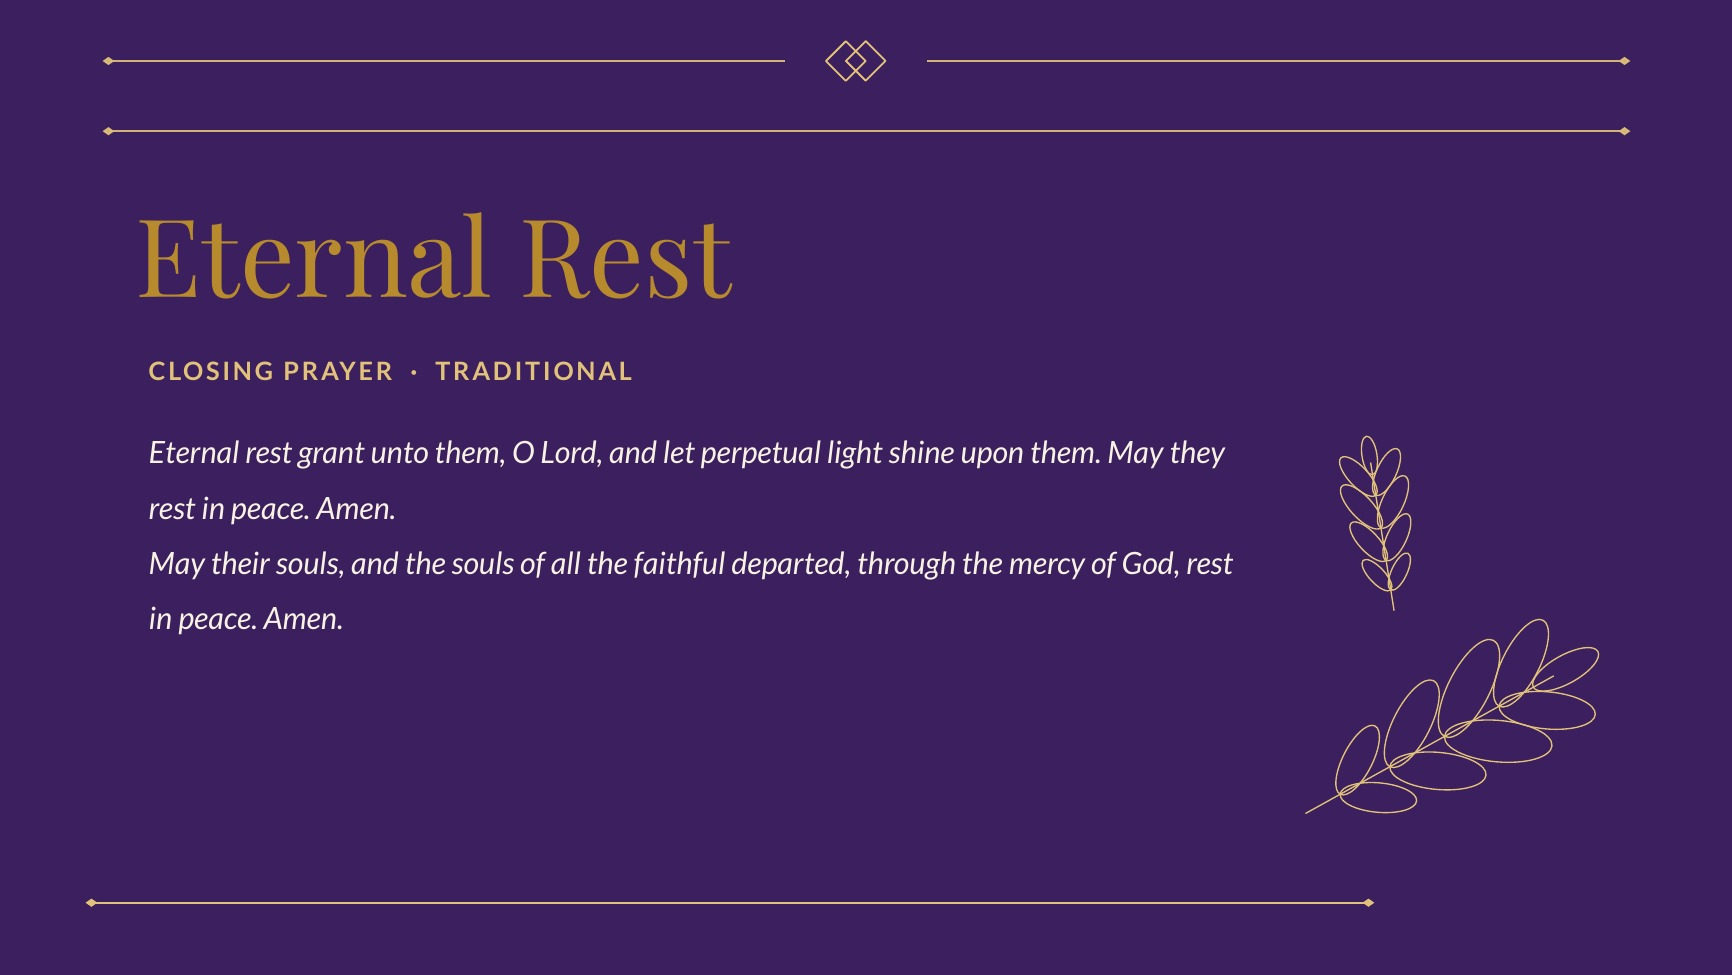 Eternal Rest
CLOSING PRAYER · TRADITIONAL
Eternal rest grant unto them, O Lord, and let perpetual light shine upon them. May they
rest in peace. Amen.
May their souls, and the souls of all the faithful departed, through the mercy of God, rest
in peace. Amen.